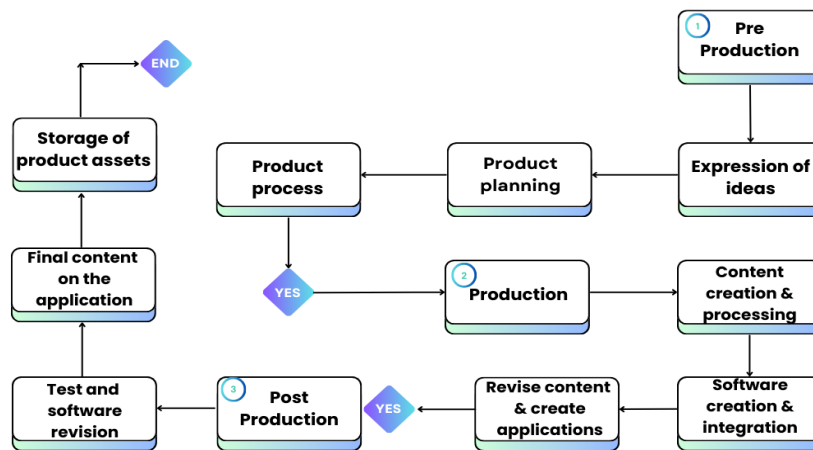 1
Pre
Production
Expression of
ideas
Product
planning
Product
process
YES
2
Production
Content
creation &
processing
Software
creation &
integration
Revise content
& create
applications
YES
3
Post
Production
Test and
software
revision
Final content
on the
application
Storage of
product assets
END